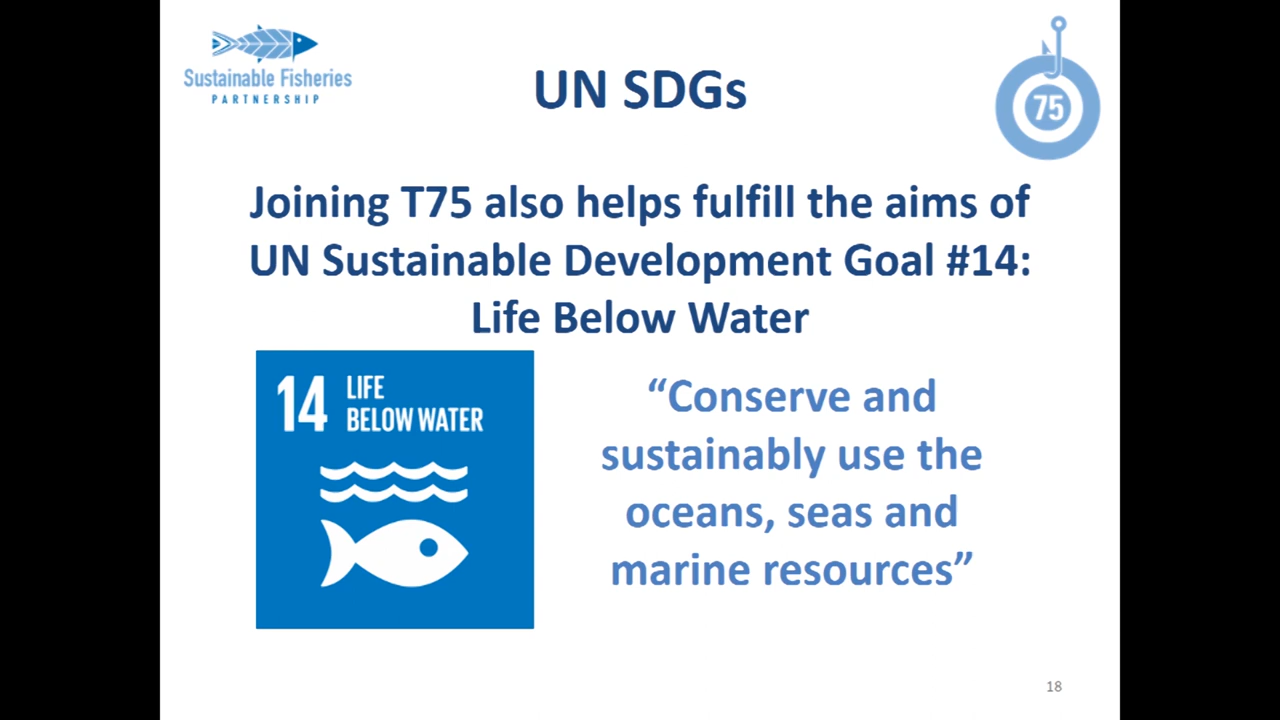 Sustainable Fisheries
PARTNERSHIP
UN SDGs
75
Joining T75 also helps fulfill the aims of
UN Sustainable Development Goal #14:
Life Below Water
14 LIFE
BELOW WATER
“Conserve and
sustainably use the
oceans, seas and
marine resources”
18